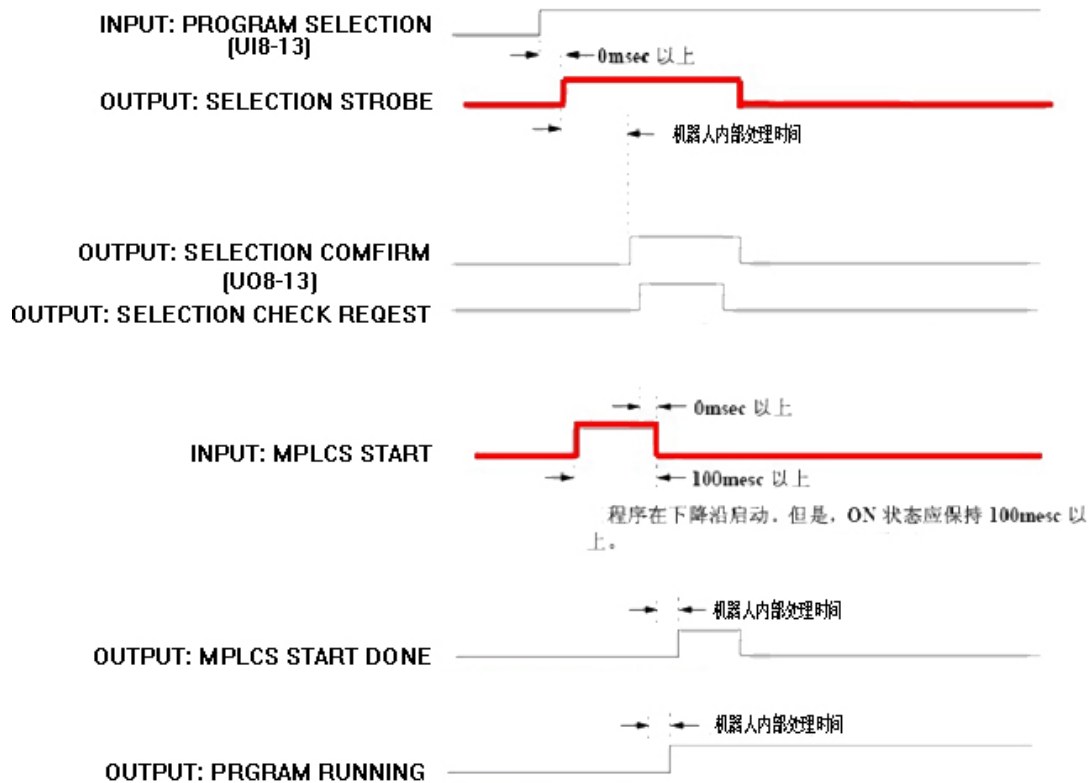 INPUT: PROGRAM SELECTION
(UI8-13)
0msec 以上
OUTPUT: SELECTION STROBE
机器人内部处理时间
OUTPUT: SELECTION COMFIRM
(UO8-13)
OUTPUT: SELECTION CHECK REQEST
0msec 以上
INPUT: MPLCS START
100mesc 以上
程序在下降沿启动。但是，ON 状态应保持 100mesc 以
上。
机器人内部处理时间
OUTPUT: MPLCS START DONE
机器人内部处理时间
OUTPUT: PRGRAM RUNNING